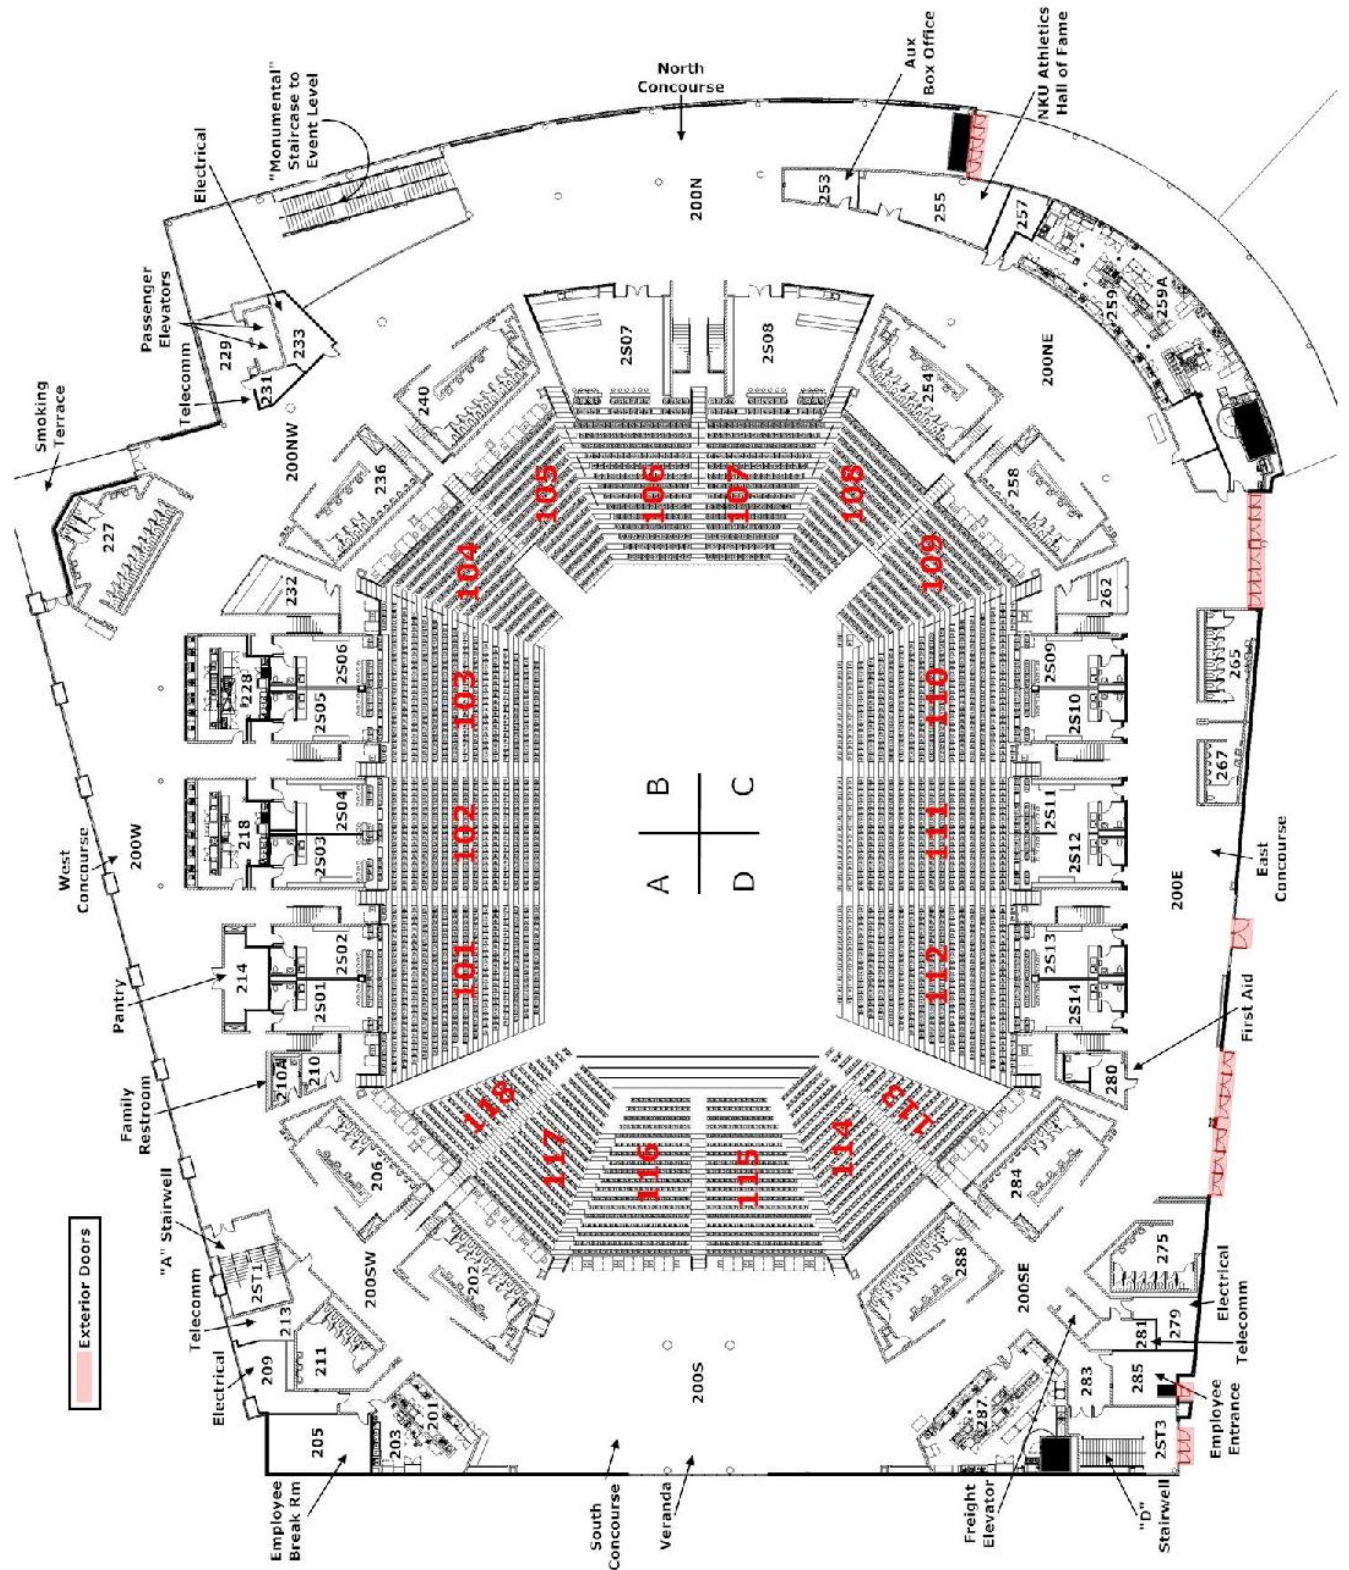 Smoking
Terrace
Telecomm
Passenger
Elevators
Electrical
"Monumental"
Staircase to
Event Level
North
Concourse
Aux
Box Office
NKU Athletics
Hall of Fame
227
229
231
233
200NW
200N
253
255
257
259
259A
200NE
240
236
232
2S07
2S08
254
258
262
104
105
106
107
108
109
228
2S05
2S06
103
110
2S09
2S10
265
267
West
Concourse
200W
218
2S03
2S04
102
A
B
C
D
111
2S11
2S12
200E
East
Concourse
Pantry
214
2S01
2S02
101
112
2S13
2S14
Family
Restroom
210A
210
280
First Aid
118
117
116
115
114
113
206
202
284
288
"A" Stairwell
2ST1
Telecomm
213
Electrical
209
211
200SW
205
203
201
Employee
Break Rm
200S
South
Concourse
Veranda
200SE
287
Freight
Elevator
275
279
281
283
285
Electrical
Telecomm
Employee
Entrance
2ST3
"D"
Stairwell
Exterior Doors